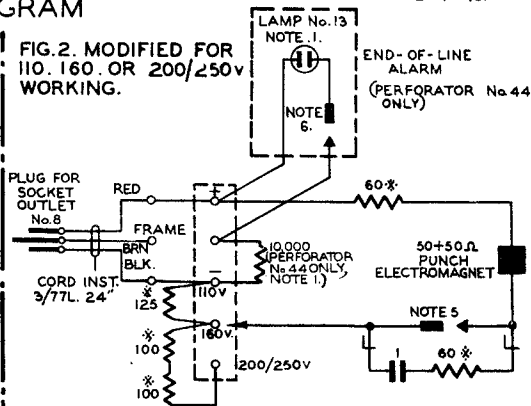 GRAM
FIG.2. MODIFIED FOR
110. 160. OR 200/250V
WORKING.
LAMP No.13
NOTE.1.
NOTE
6.
END-OF-LINE
ALARM
(PERFORATOR No 44
ONLY)
PLUG FOR
SOCKET
OUTLET
No.8
RED
FRAME
BRN
BLK.
CORD INST.
3/77L. 24"
+
−
110V
160V.
200/250V
※
125
※
100
※
100
10,000
(PERFORATOR
No 44 ONLY,
NOTE 1.)
60※
50+50Ω
PUNCH
ELECTROMAGNET
NOTE 5
1
60※